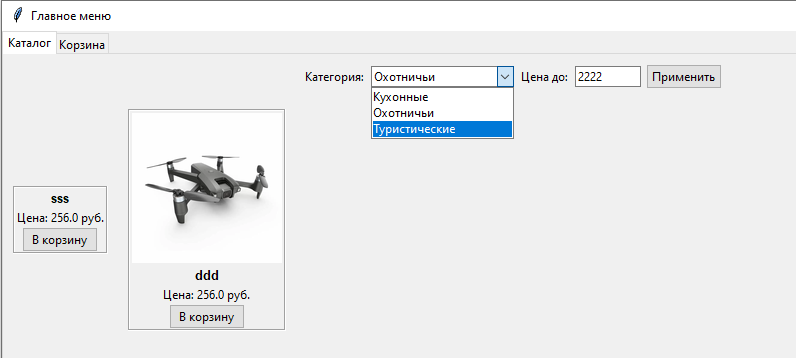 Главное меню
Каталог Корзина
Категория: Охотничьи Цена до: 2222 Применить
Кухонные
Охотничьи
Туристические
sss
Цена: 256.0 руб.
В корзину
ddd
Цена: 256.0 руб.
В корзину